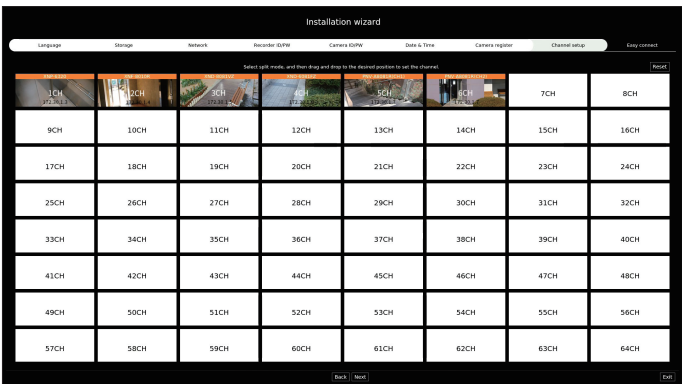 Installation wizard
Language Storage Network Recorder ID/PW Camera ID/PW Date & Time Camera register Channel setup Easy connect
Select split mode, and then drag and drop to the desired position to set the channel.
Reset
1CH 2CH 3CH 4CH 5CH 6CH 7CH 8CH
9CH 10CH 11CH 12CH 13CH 14CH 15CH 16CH
17CH 18CH 19CH 20CH 21CH 22CH 23CH 24CH
25CH 26CH 27CH 28CH 29CH 30CH 31CH 32CH
33CH 34CH 35CH 36CH 37CH 38CH 39CH 40CH
41CH 42CH 43CH 44CH 45CH 46CH 47CH 48CH
49CH 50CH 51CH 52CH 53CH 54CH 55CH 56CH
57CH 58CH 59CH 60CH 61CH 62CH 63CH 64CH
Back Next Exit